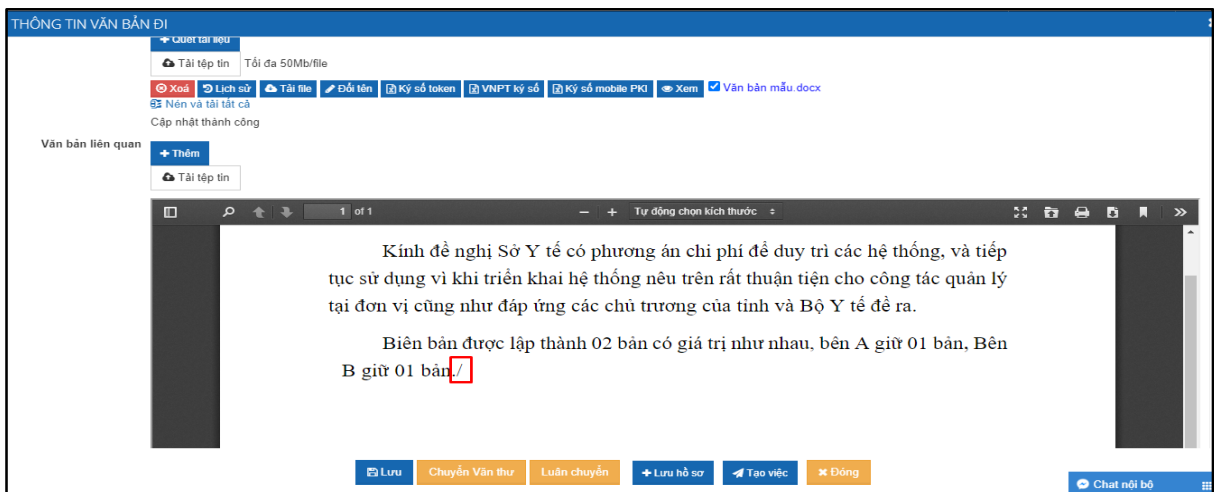 THÔNG TIN VĂN BẢN ĐI
+ Quét tài liệu
Tải tệp tin Tối đa 50Mb/file
Xoá Lịch sử Tải file Đổi tên Ký số token VNPT ký số Ký số mobile PKI Xem Văn bản mẫu.docx
Nén và tải tất cả
Cập nhật thành công
Văn bản liên quan
+ Thêm
Tải tệp tin
1 of 1 − + Tự động chọn kích thước
Kính đề nghị Sở Y tế có phương án chi phí để duy trì các hệ thống, và tiếp
tục sử dụng vì khi triển khai hệ thống nêu trên rất thuận tiện cho công tác quản lý
tại đơn vị cũng như đáp ứng các chủ trương của tỉnh và Bộ Y tế đề ra.
Biên bản được lập thành 02 bản có giá trị như nhau, bên A giữ 01 bản, Bên
B giữ 01 bản./
Lưu Chuyển Văn thư Luân chuyển + Lưu hồ sơ Tạo việc Đóng
Chat nội bộ